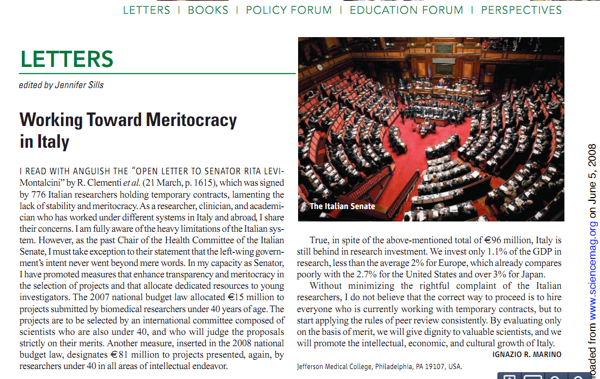 LETTERS | BOOKS | POLICY FORUM | EDUCATION FORUM | PERSPECTIVES
LETTERS
edited by Jennifer Sills
Working Toward Meritocracy
in Italy
I READ WITH ANGUISH THE "OPEN LETTER TO SENATOR RITA LEVI-
Montalcini" by R. Clementi et al. (21 March, p. 1615), which was signed
by 776 Italian researchers holding temporary contracts, lamenting the
lack of stability and meritocracy. As a researcher, clinician, and academi-
cian who has worked under different systems in Italy and abroad, I share
their concerns. I am fully aware of the heavy limitations of the Italian sys-
tem. However, as the past Chair of the Health Committee of the Italian
Senate, I must take exception to their statement that the left-wing govern-
ment's intent never went beyond mere words. In my capacity as Senator,
I have promoted measures that enhance transparency and meritocracy in
the selection of projects and that allocate dedicated resources to young
investigators. The 2007 national budget law allocated €15 million to
projects submitted by biomedical researchers under 40 years of age. The
projects are to be selected by an international committee composed of
scientists who are also under 40, and who will judge the proposals
strictly on their merits. Another measure, inserted in the 2008 national
budget law, designates €81 million to projects presented, again, by
researchers under 40 in all areas of intellectual endeavor.
The Italian Senate
True, in spite of the above-mentioned total of €96 million, Italy is
still behind in research investment. We invest only 1.1% of the GDP in
research, less than the average 2% for Europe, which already compares
poorly with the 2.7% for the United States and over 3% for Japan.
Without minimizing the rightful complaint of the Italian
researchers, I do not believe that the correct way to proceed is to hire
everyone who is currently working with temporary contracts, but to
start applying the rules of peer review consistently. By evaluating only
on the basis of merit, we will give dignity to valuable scientists, and we
will promote the intellectual, economic, and cultural growth of Italy.
IGNAZIO R. MARINO
Jefferson Medical College, Philadelphia, PA 19107, USA.
loaded from www.sciencemag.org on June 5, 2008